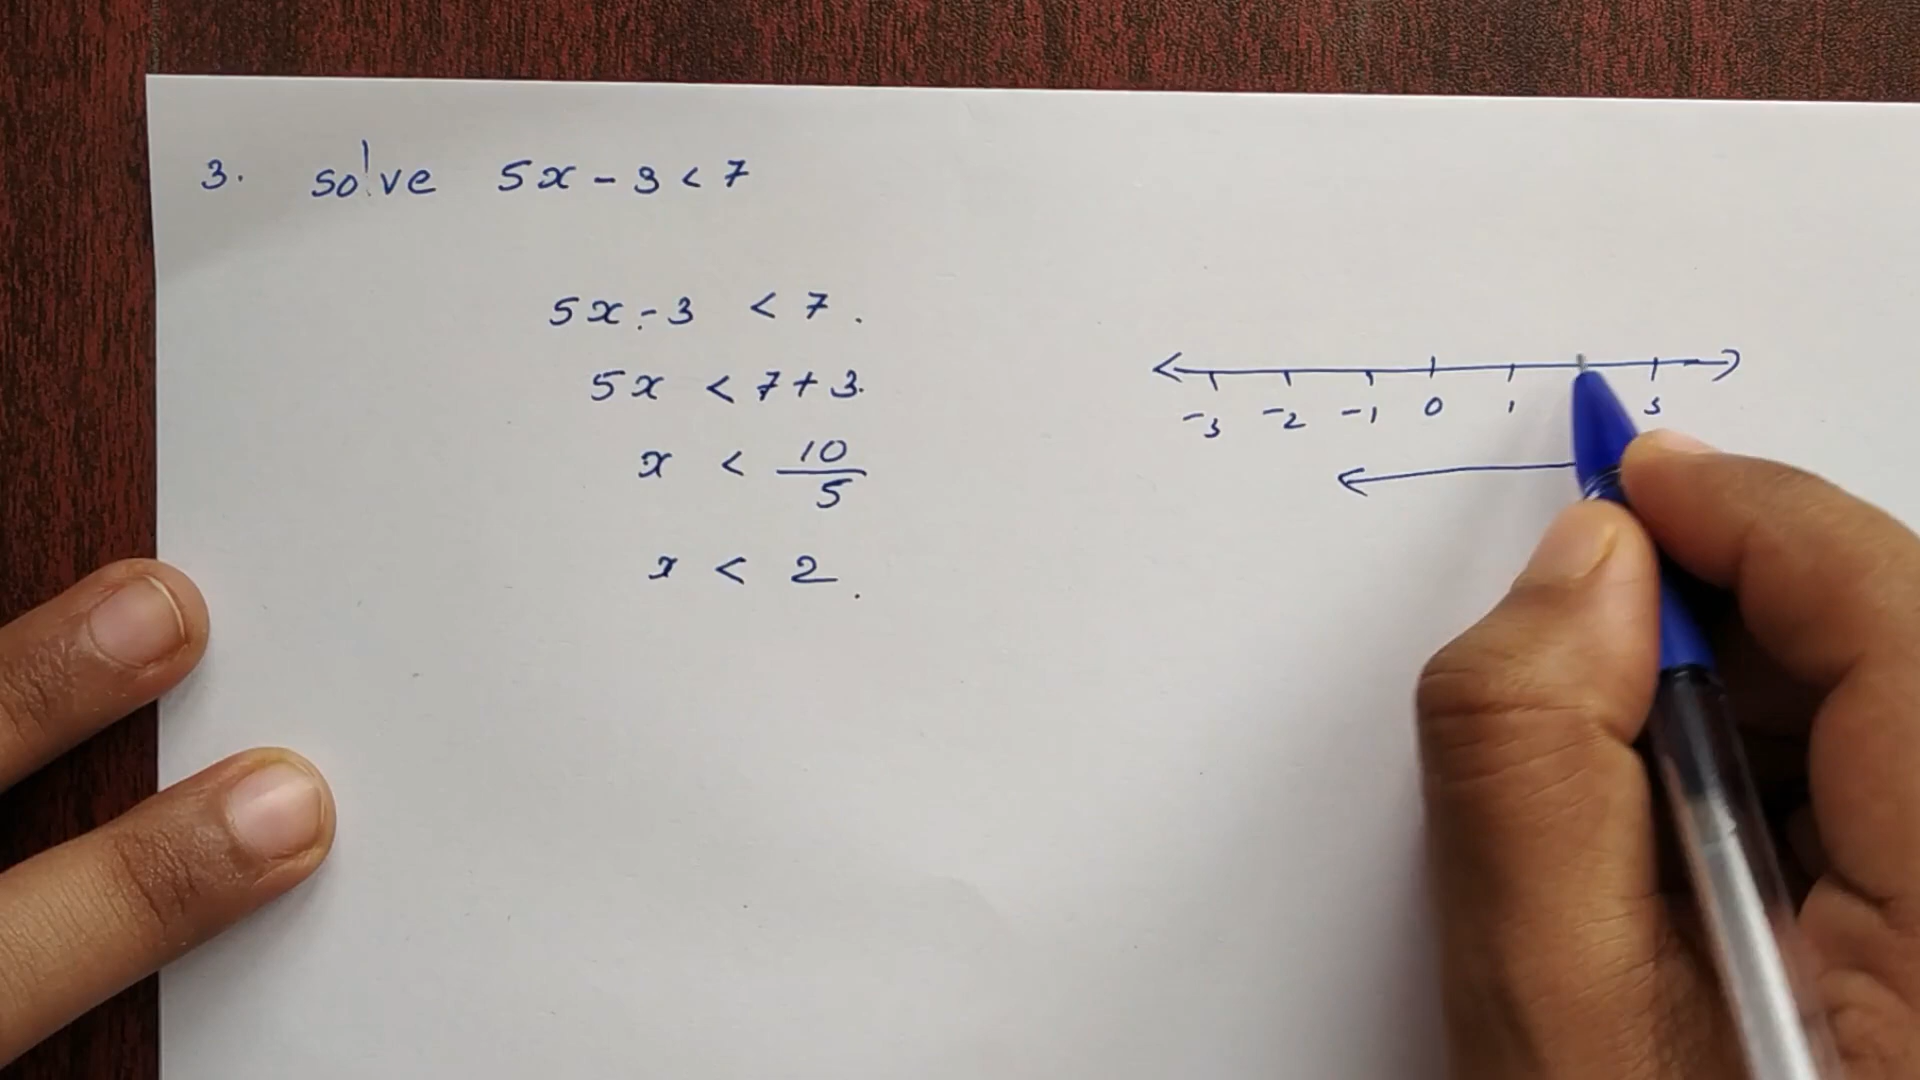 3. solve 5x - 3 < 7
5x - 3 < 7.
5x < 7 + 3.
x < 10/5
x < 2.
-3 -2 -1 0 1 3